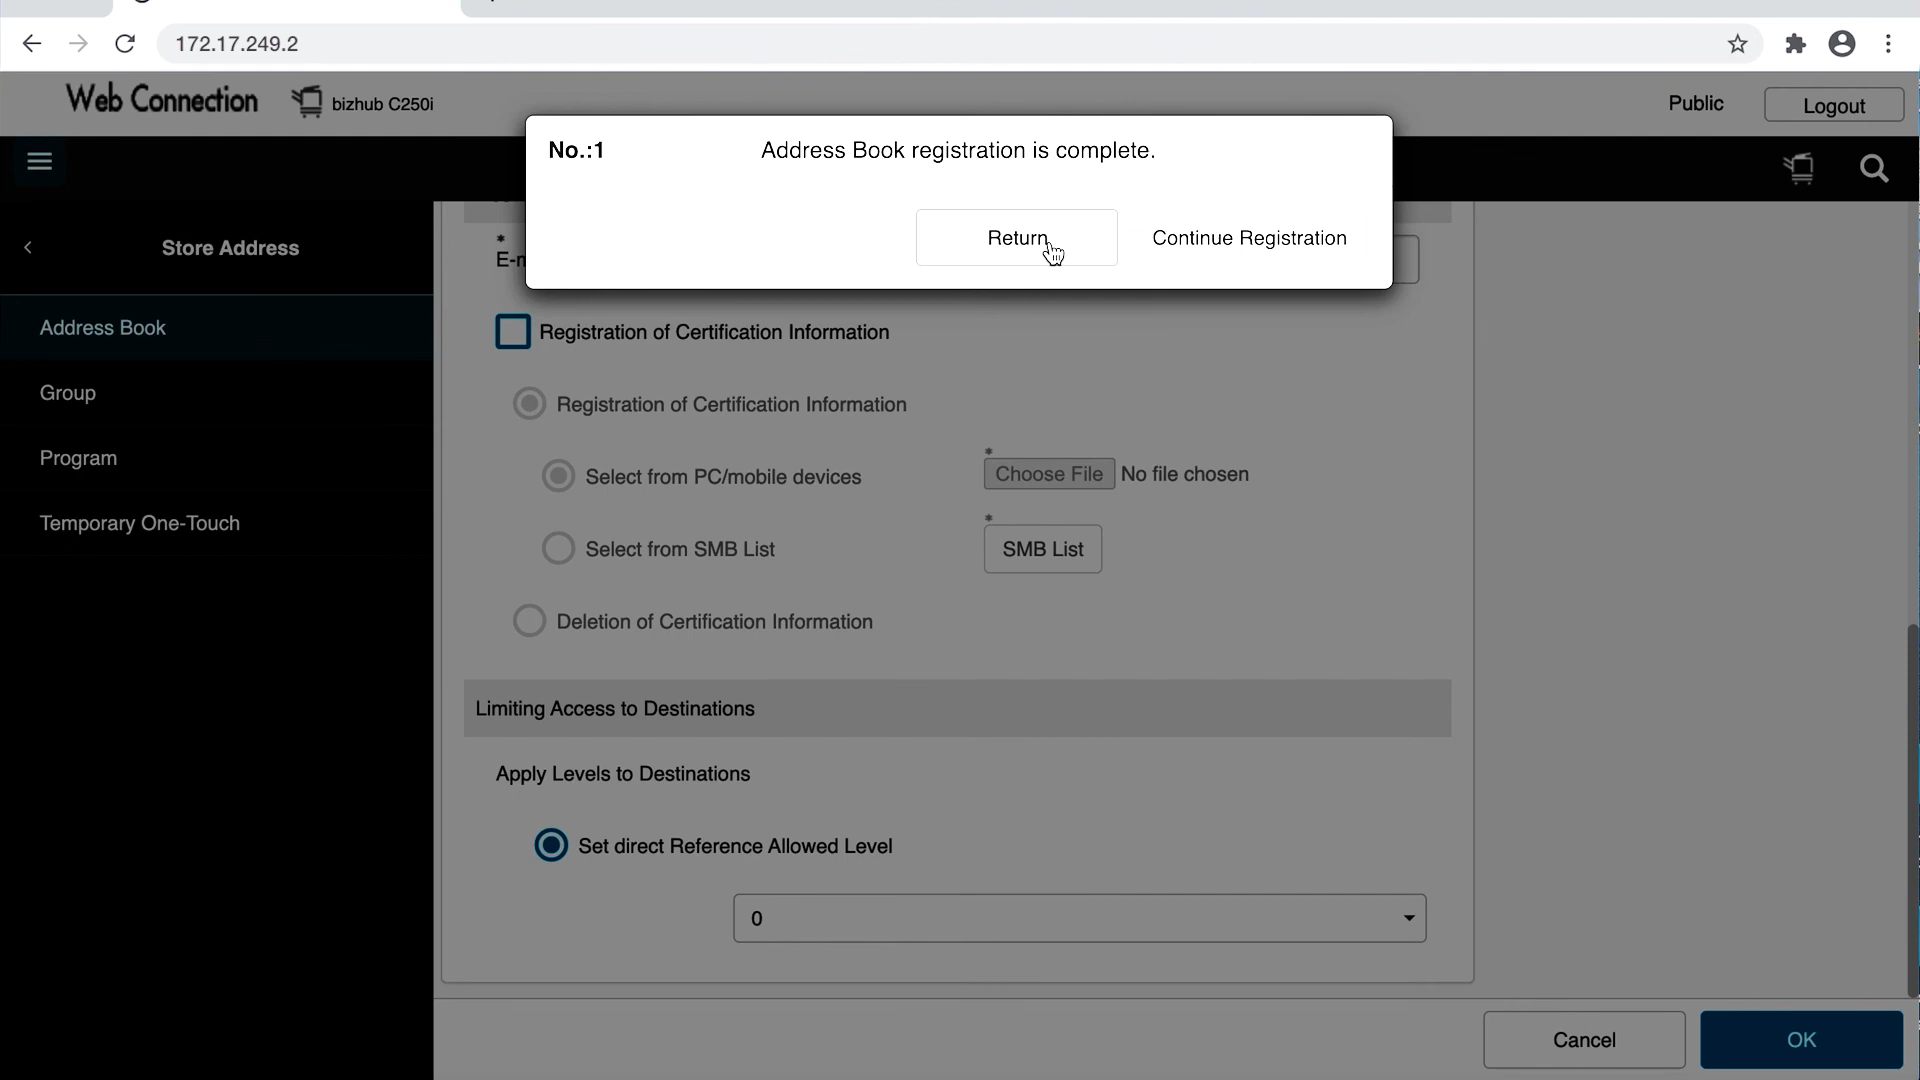 172.17.249.2
Web Connection
bizhub C250i
Public
Logout
No.:1
Address Book registration is complete.
Return
Continue Registration
Store Address
Address Book
Group
Program
Temporary One-Touch
*
Registration of Certification Information
Registration of Certification Information
Select from PC/mobile devices
*
Choose File No file chosen
Select from SMB List
*
SMB List
Deletion of Certification Information
Limiting Access to Destinations
Apply Levels to Destinations
Set direct Reference Allowed Level
0
Cancel
OK